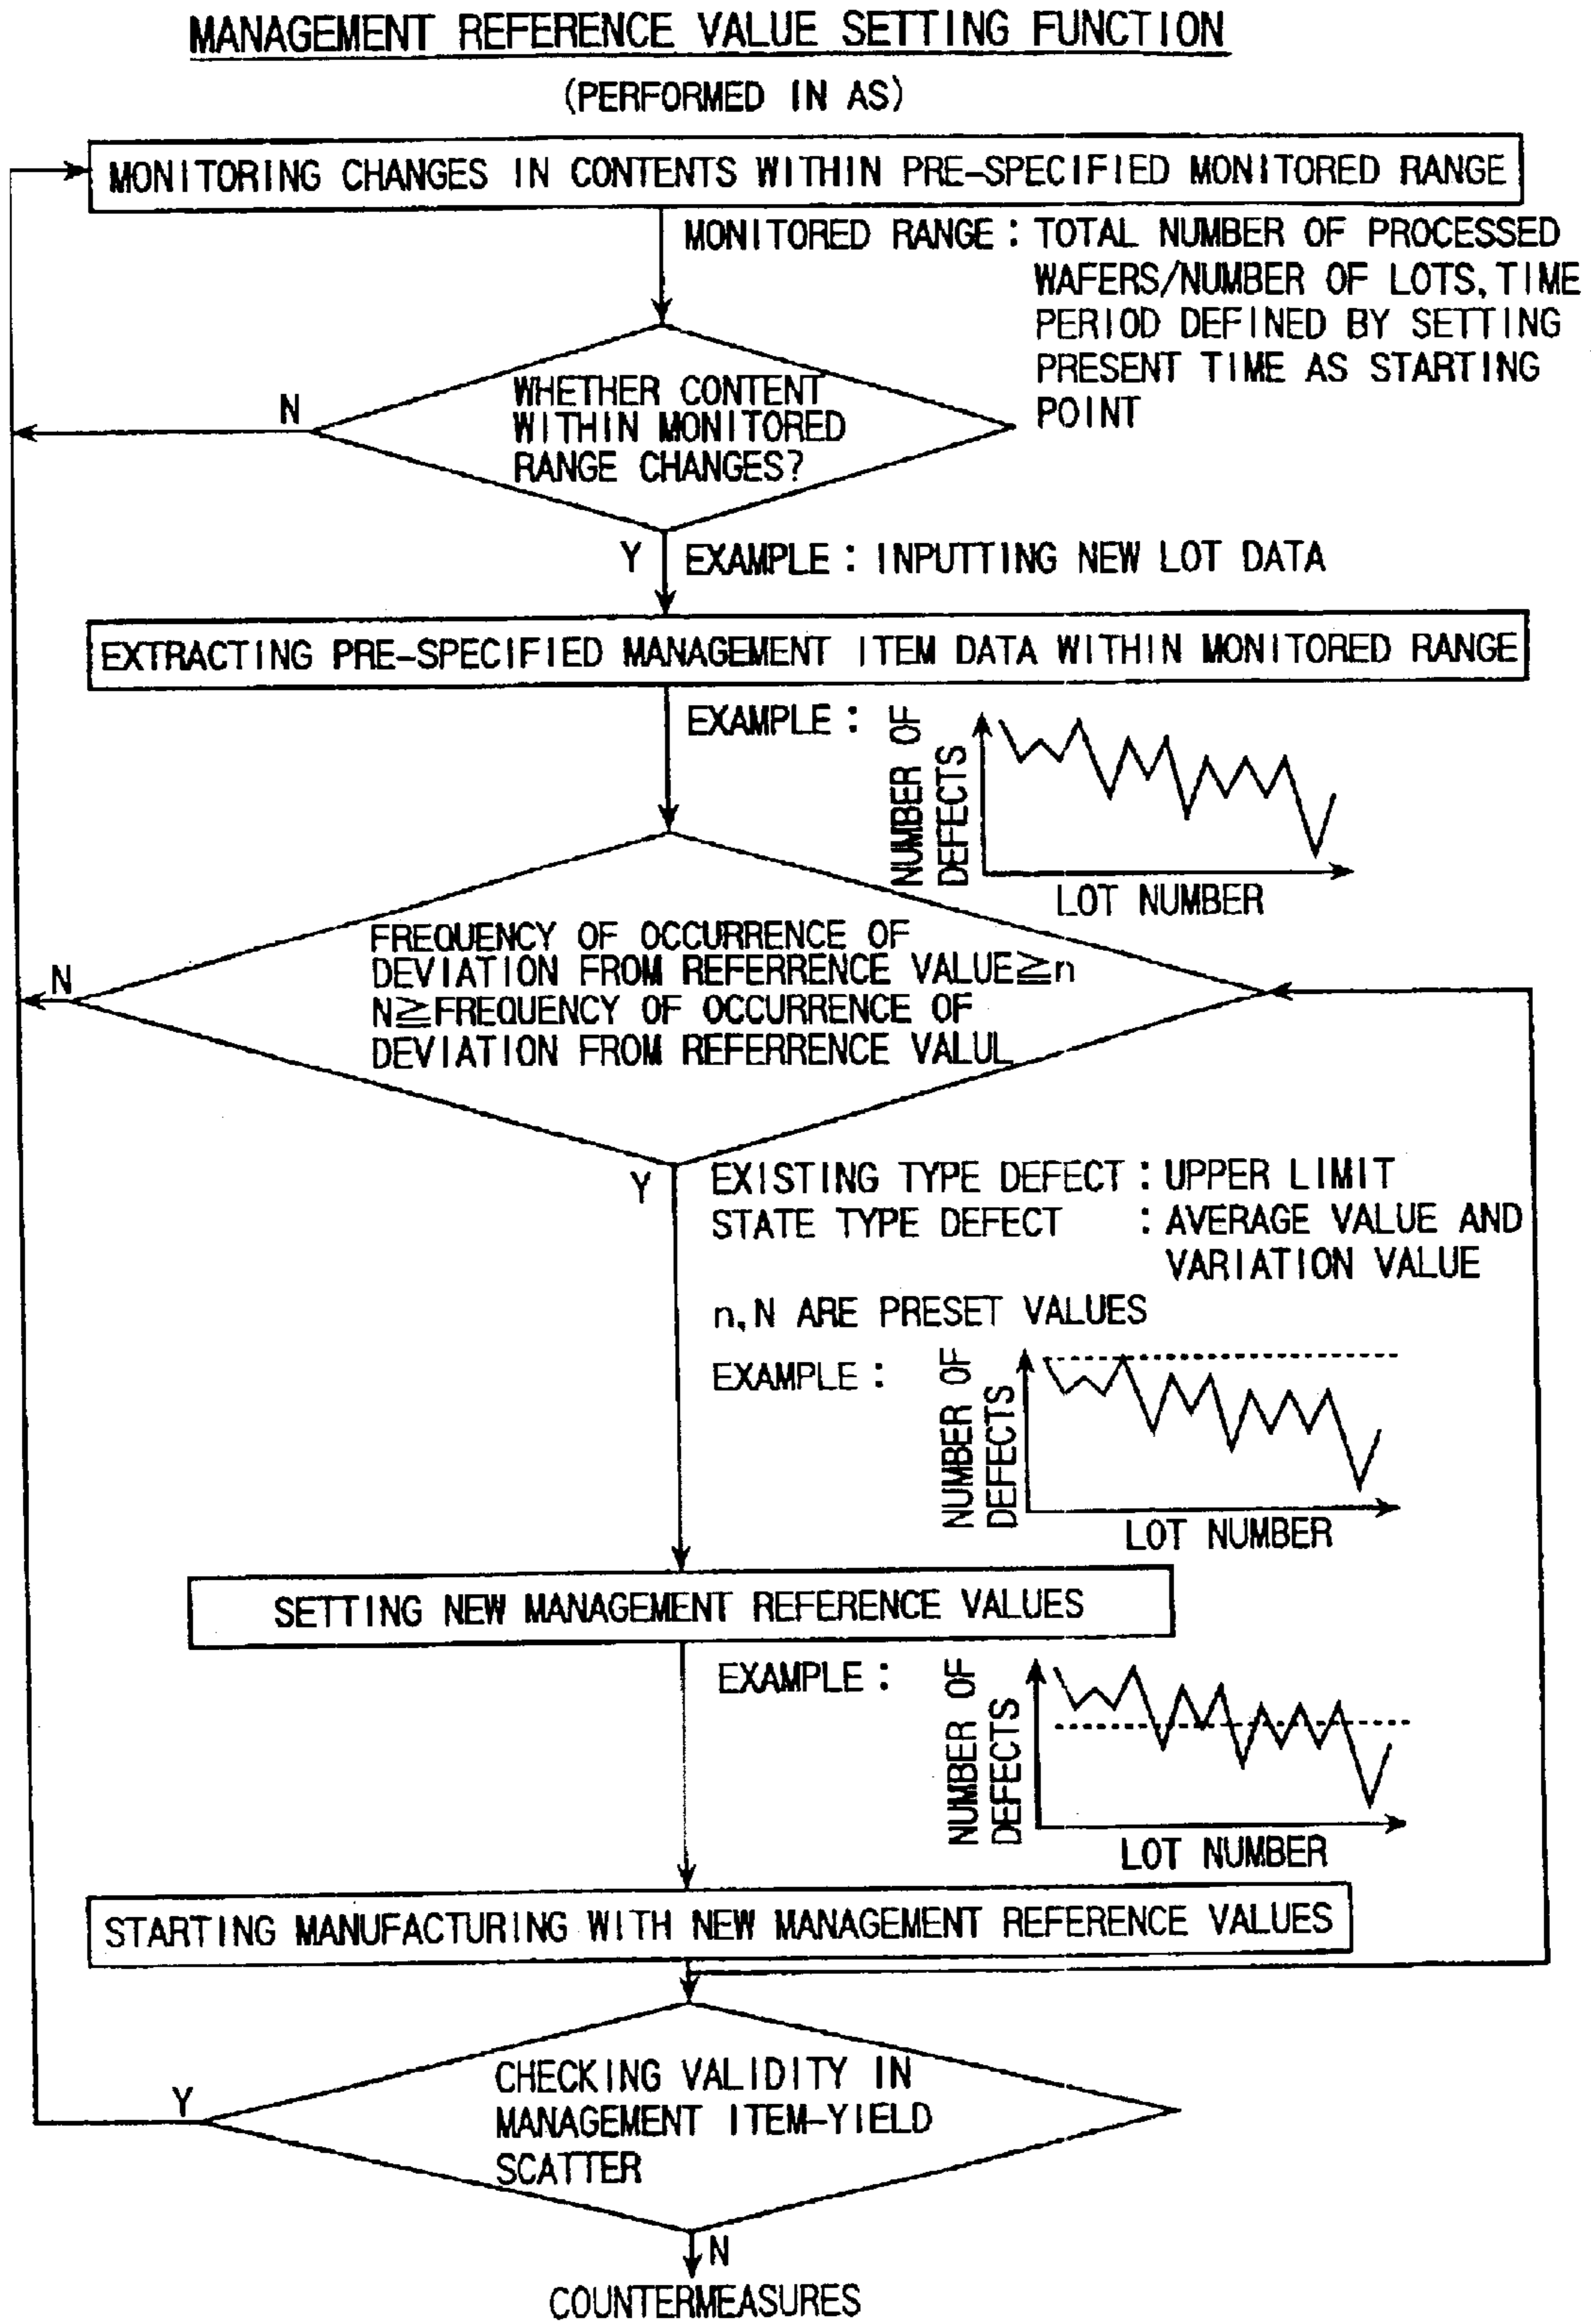 MANAGEMENT REFERENCE VALUE SETTING FUNCTION
(PERFORMED IN AS)
MONITORING CHANGES IN CONTENTS WITHIN PRE-SPECIFIED MONITORED RANGE
MONITORED RANGE : TOTAL NUMBER OF PROCESSED
WAFERS/NUMBER OF LOTS, TIME
PERIOD DEFINED BY SETTING
PRESENT TIME AS STARTING
POINT
WHETHER CONTENT
WITHIN MONITORED
RANGE CHANGES?
N
Y
EXAMPLE : INPUTTING NEW LOT DATA
EXTRACTING PRE-SPECIFIED MANAGEMENT ITEM DATA WITHIN MONITORED RANGE
EXAMPLE :
NUMBER OF
DEFECTS
LOT NUMBER
FREQUENCY OF OCCURRENCE OF
DEVIATION FROM REFERRENCE VALUE≧n
N≧FREQUENCY OF OCCURRENCE OF
DEVIATION FROM REFERRENCE VALUL
N
Y
EXISTING TYPE DEFECT : UPPER LIMIT
STATE TYPE DEFECT : AVERAGE VALUE AND
VARIATION VALUE
n, N ARE PRESET VALUES
EXAMPLE :
NUMBER OF
DEFECTS
LOT NUMBER
SETTING NEW MANAGEMENT REFERENCE VALUES
EXAMPLE :
NUMBER OF
DEFECTS
LOT NUMBER
STARTING MANUFACTURING WITH NEW MANAGEMENT REFERENCE VALUES
CHECKING VALIDITY IN
MANAGEMENT ITEM-YIELD
SCATTER
Y
N
COUNTERMEASURES